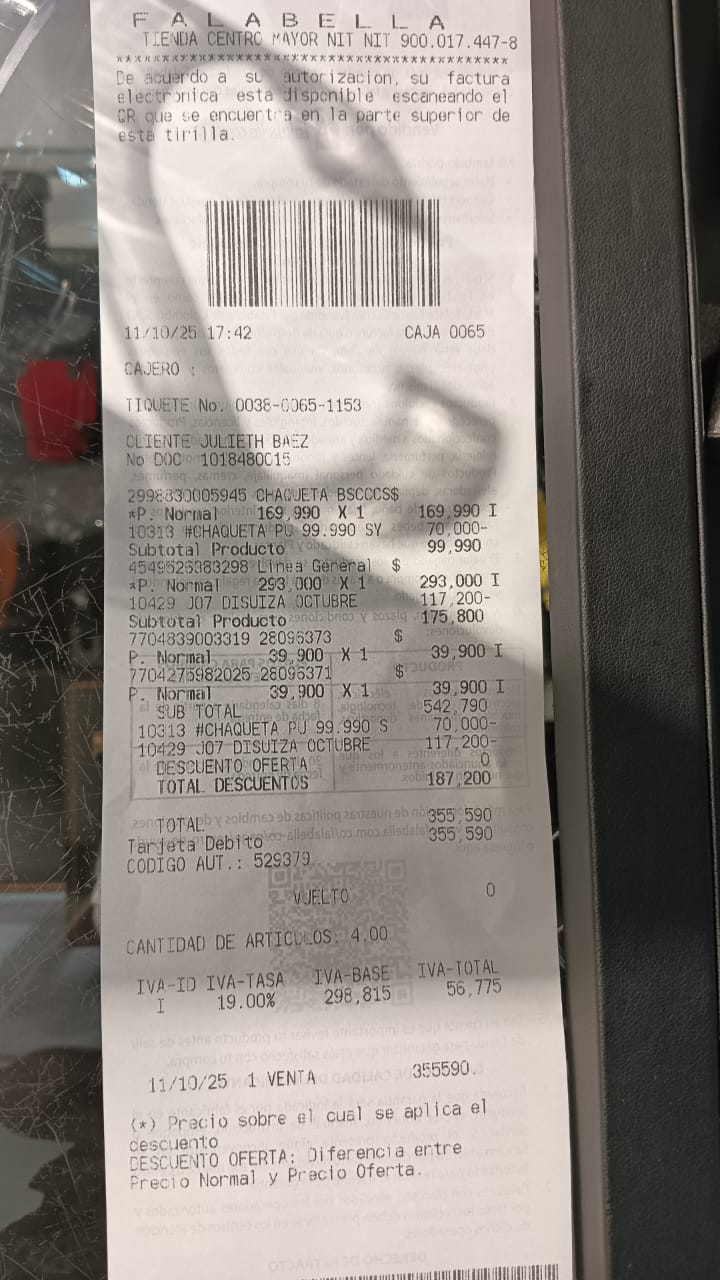 F A L A B E L L A
TIENDA CENTRO MAYOR NIT NIT 900.017.447-8
****************************************************
De acuerdo a su autorizacion, su factura
electronica esta disponible escaneando el
QR que se encuentra en la parte superior de
esta tirilla.
11/10/25 17:42 CAJA 0065
CAJERO :
TIQUETE No. 0038-0065-1153
CLIENTE JULIETH BAEZ
No DOC 1018480015
2998830005945 CHAQUETA BSCCCS$
*P. Normal 169,990 X 1 169,990 I
10313 #CHAQUETA PU 99.990 SY 70,000-
Subtotal Producto 99,990
4549526383298 Linea General $
*P. Normal 293,000 X 1 293,000 I
10429 J07 DISUIZA OCTUBRE 117,200-
Subtotal Producto 175,800
7704839003319 28096373 $
P. Normal 39,900 X 1 39,900 I
7704275982025 28096371 $
P. Normal 39,900 X 1 39,900 I
SUB TOTAL 542,790
10313 #CHAQUETA PU 99.990 S 70,000-
10429 J07 DISUIZA OCTUBRE 117,200-
DESCUENTO OFERTA 0
TOTAL DESCUENTOS 187,200
TOTAL 355,590
Tarjeta Debito 355,590
CODIGO AUT.: 529379
VUELTO 0
CANTIDAD DE ARTICULOS: 4.00
IVA-ID IVA-TASA IVA-BASE IVA-TOTAL
I 19.00% 298,815 56,775
11/10/25 1 VENTA 355590.
(*) Precio sobre el cual se aplica el
descuento
DESCUENTO OFERTA: Diferencia entre
Precio Normal y Precio Oferta.